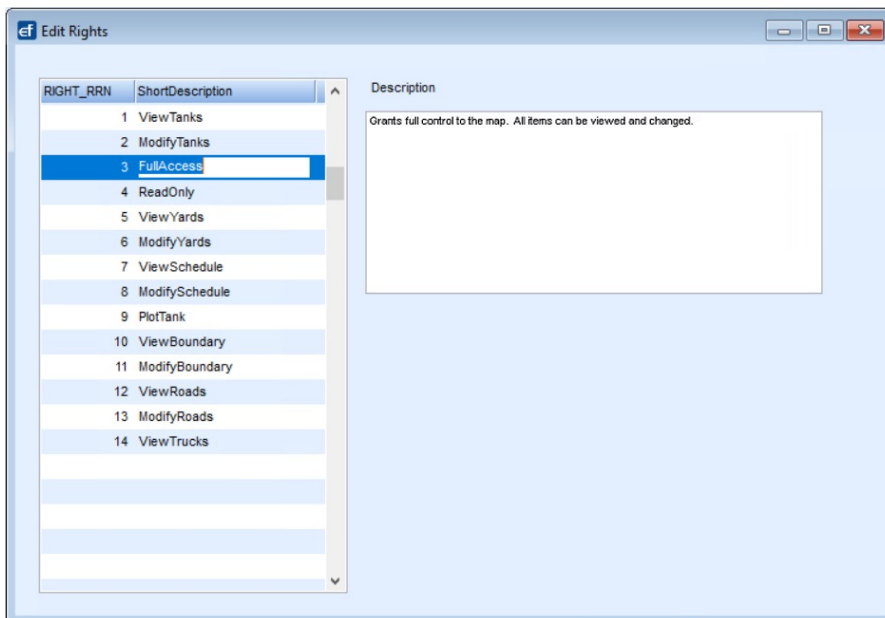 Edit Rights
RIGHT_RRN ShortDescription
1 ViewTanks
2 ModifyTanks
3 FullAccess
4 ReadOnly
5 ViewYards
6 ModifyYards
7 ViewSchedule
8 ModifySchedule
9 PlotTank
10 ViewBoundary
11 ModifyBoundary
12 ViewRoads
13 ModifyRoads
14 ViewTrucks
Description
Grants full control to the map. All items can be viewed and changed.